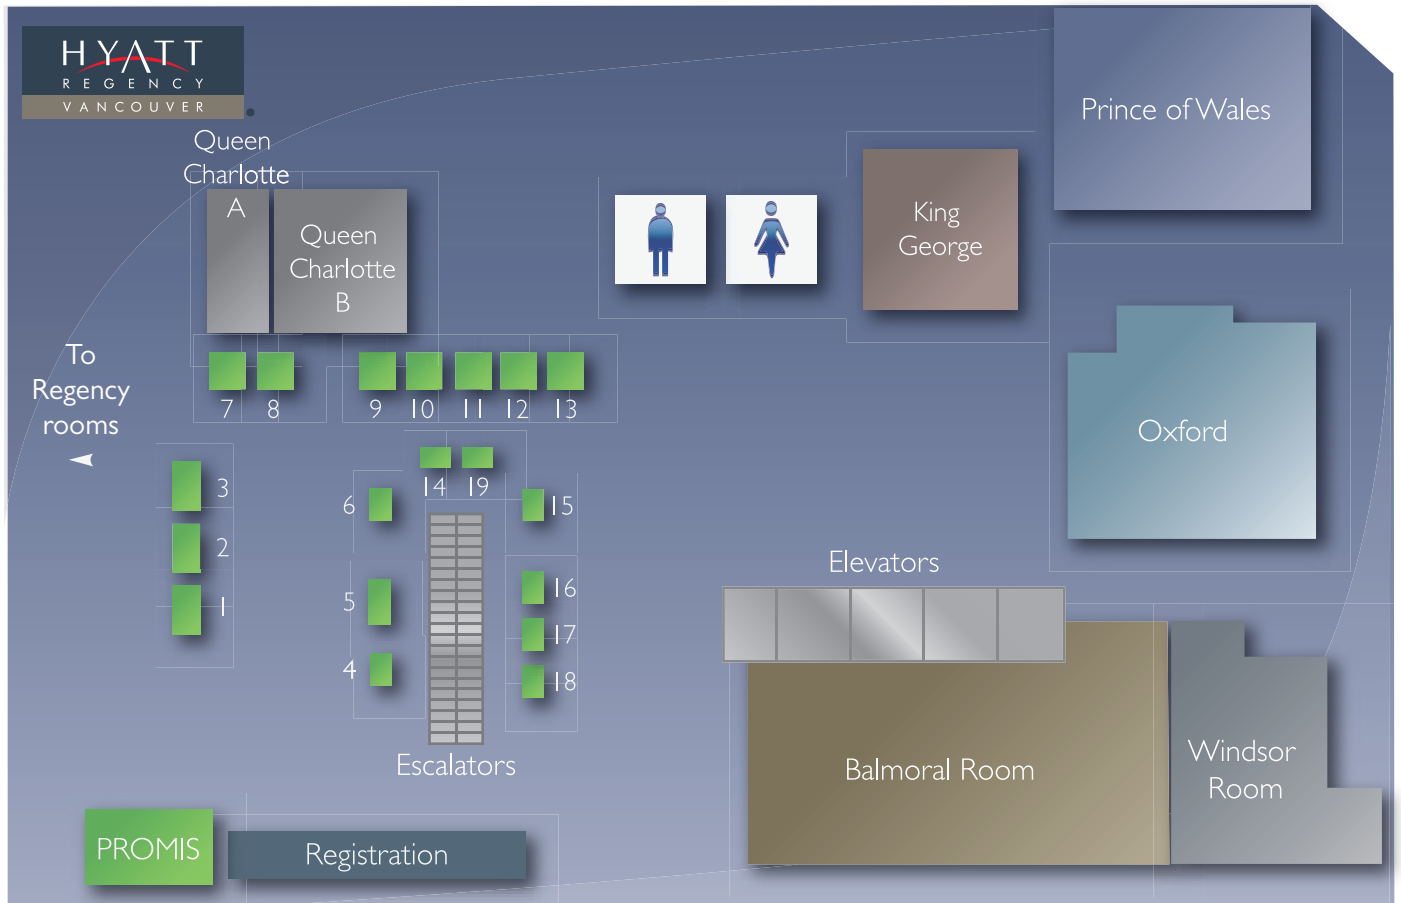 HYATT
REGENCY
VANCOUVER
Prince of Wales
Queen
Charlotte
A
Queen
Charlotte
B
King
George
To
Regency
rooms
7
8
9
10
11
12
13
Oxford
14
19
3
6
15
2
Elevators
16
5
1
17
4
18
Escalators
Balmoral Room
Windsor
Room
PROMIS
Registration